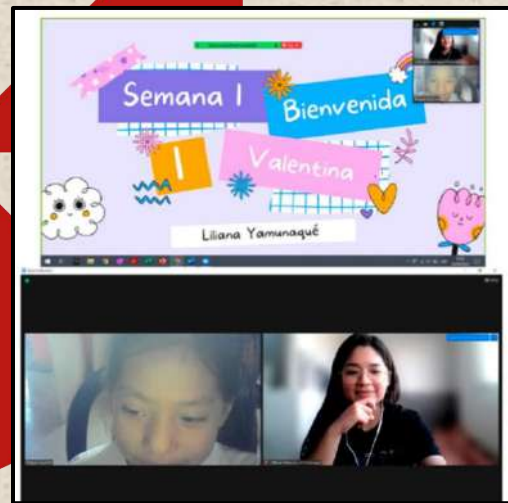 Semana 1
Bienvenida
1
Valentina
Liliana Yamunaqué